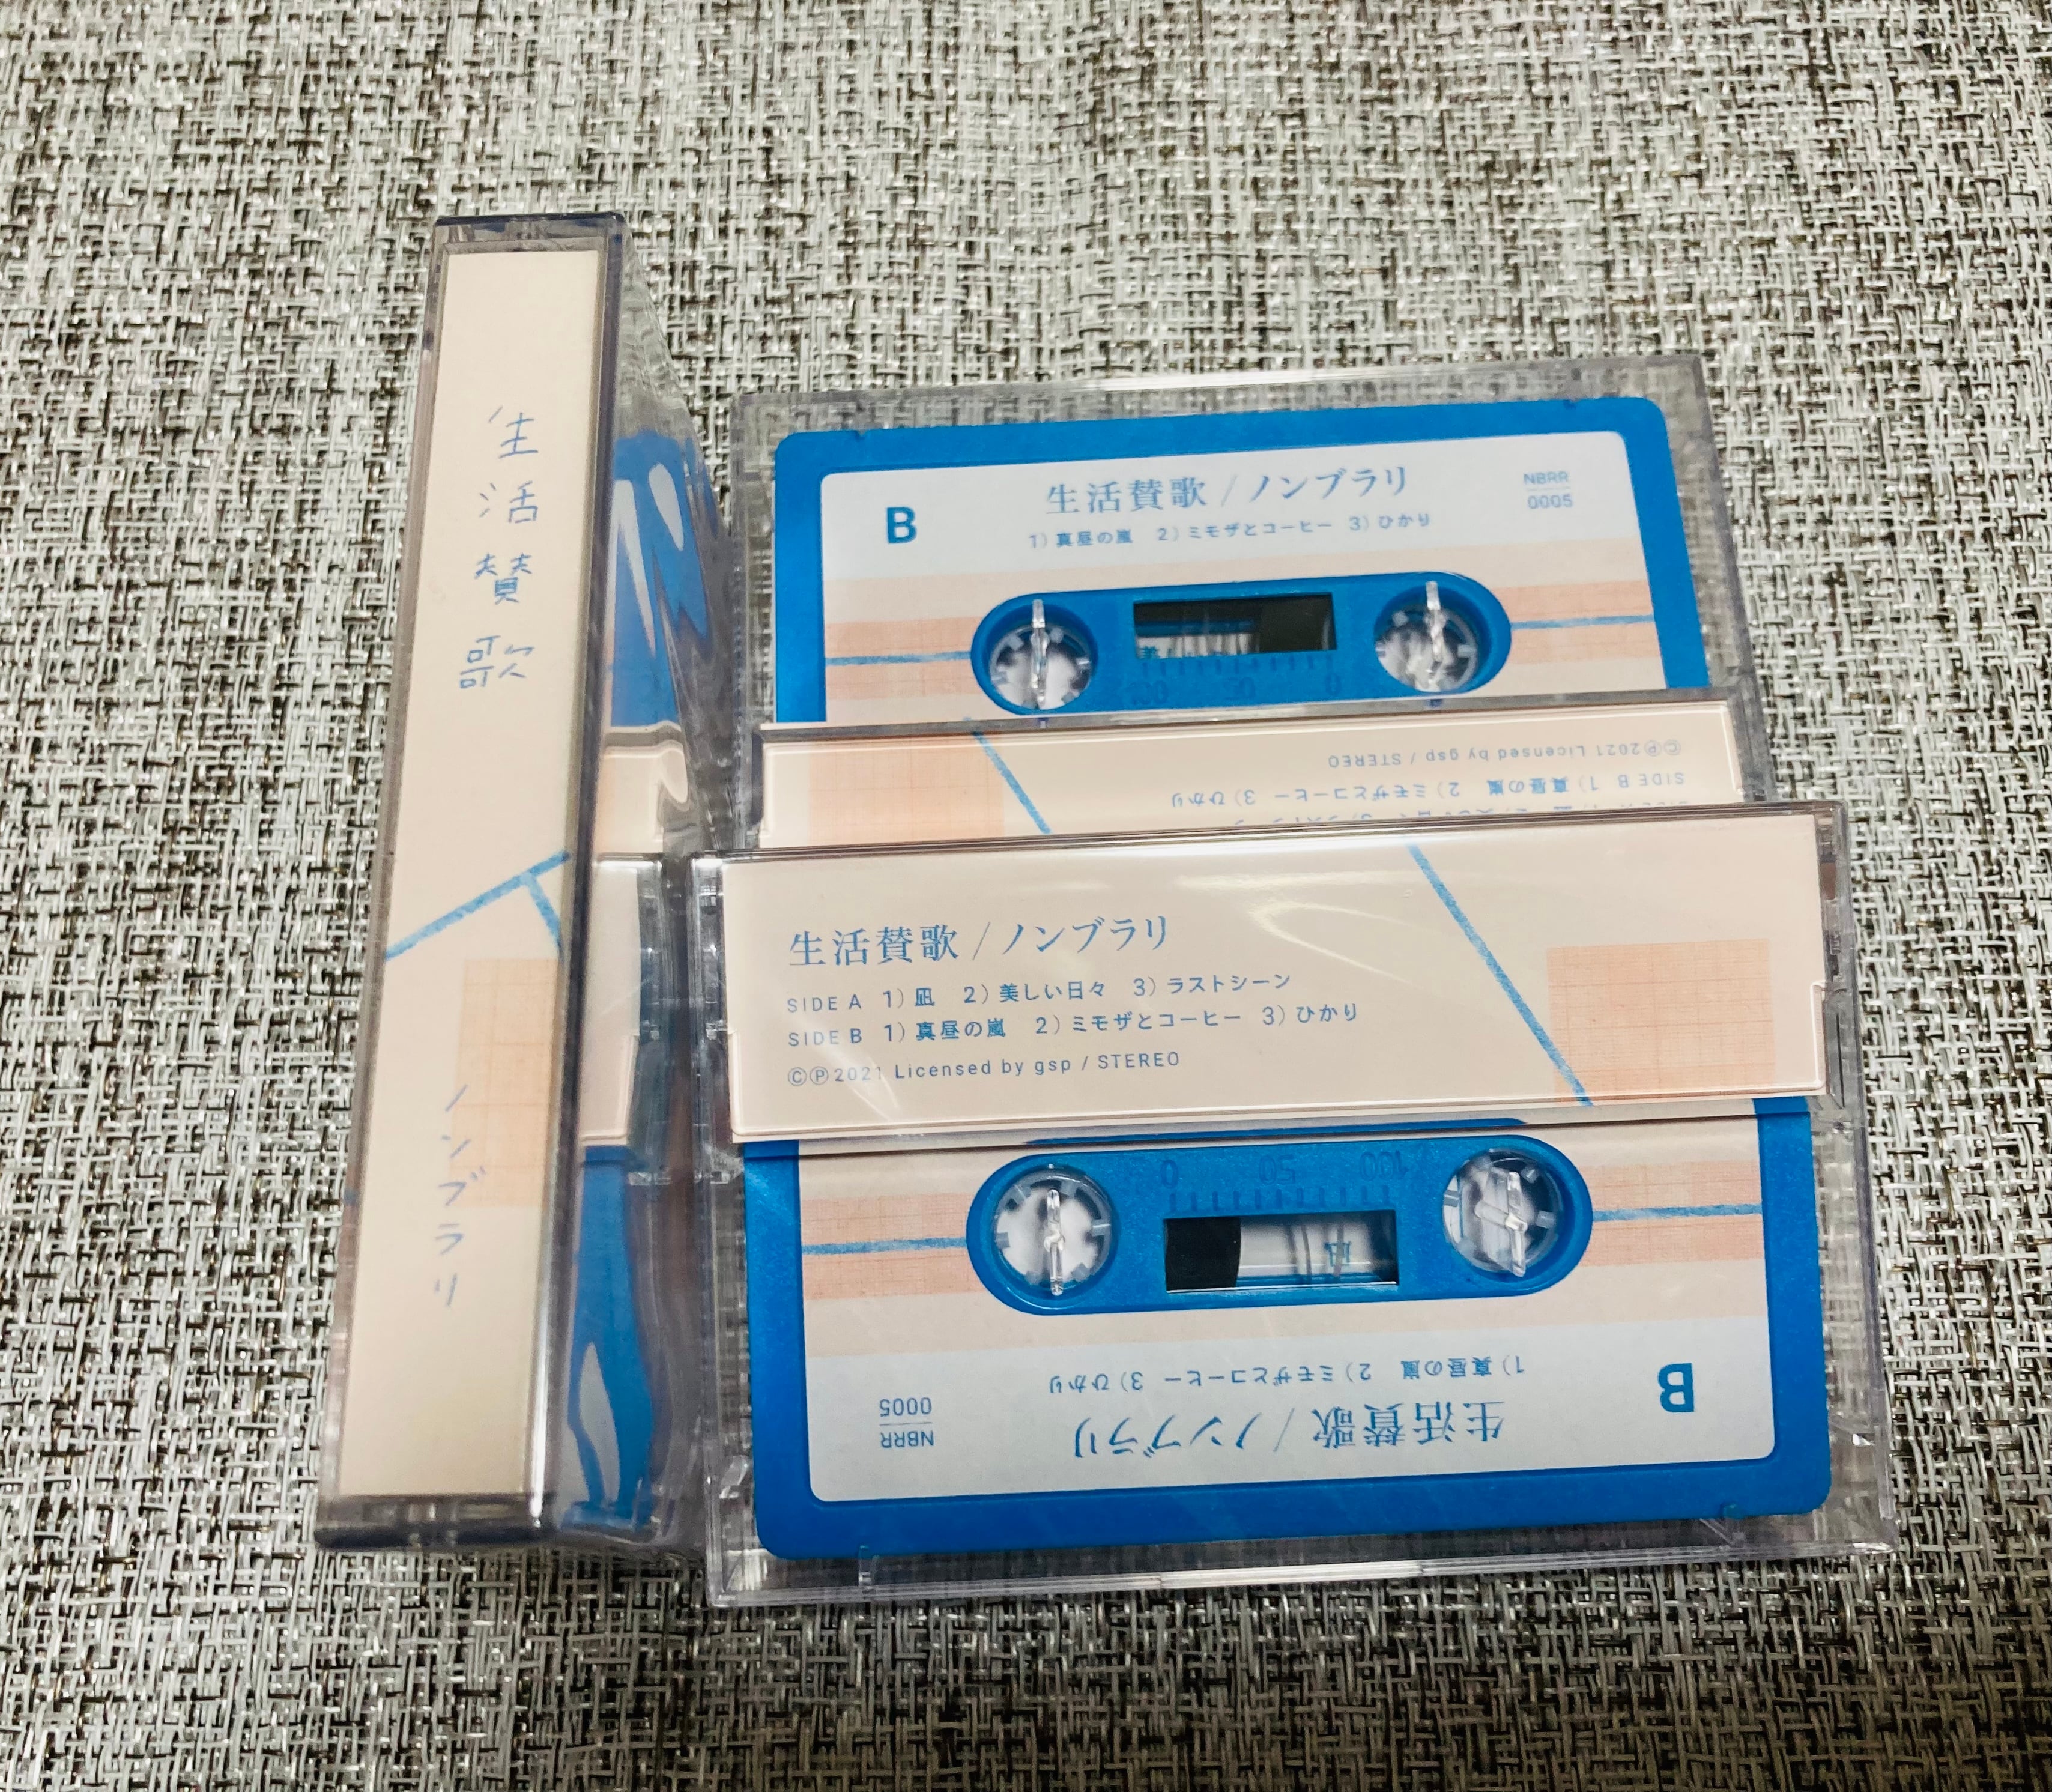 生活賛歌
ノンブラリ
B
生活賛歌 / ノンブラリ
NBRR
0005
1) 真昼の嵐 2) ミモザとコーヒー 3) ひかり
100 50 0
ⒸⓅ2021 Licensed by gsp / STEREO
SIDE B 1) 真昼の嵐 2) ミモザとコーヒー 3) ひかり
生活賛歌 / ノンブラリ
SIDE A 1) 凪 2) 美しい日々 3) ラストシーン
SIDE B 1) 真昼の嵐 2) ミモザとコーヒー 3) ひかり
ⒸⓅ2021 Licensed by gsp / STEREO
0 50 100
B
生活賛歌 / ノンブラリ
NBRR
0005
1) 真昼の嵐 2) ミモザとコーヒー 3) ひかり